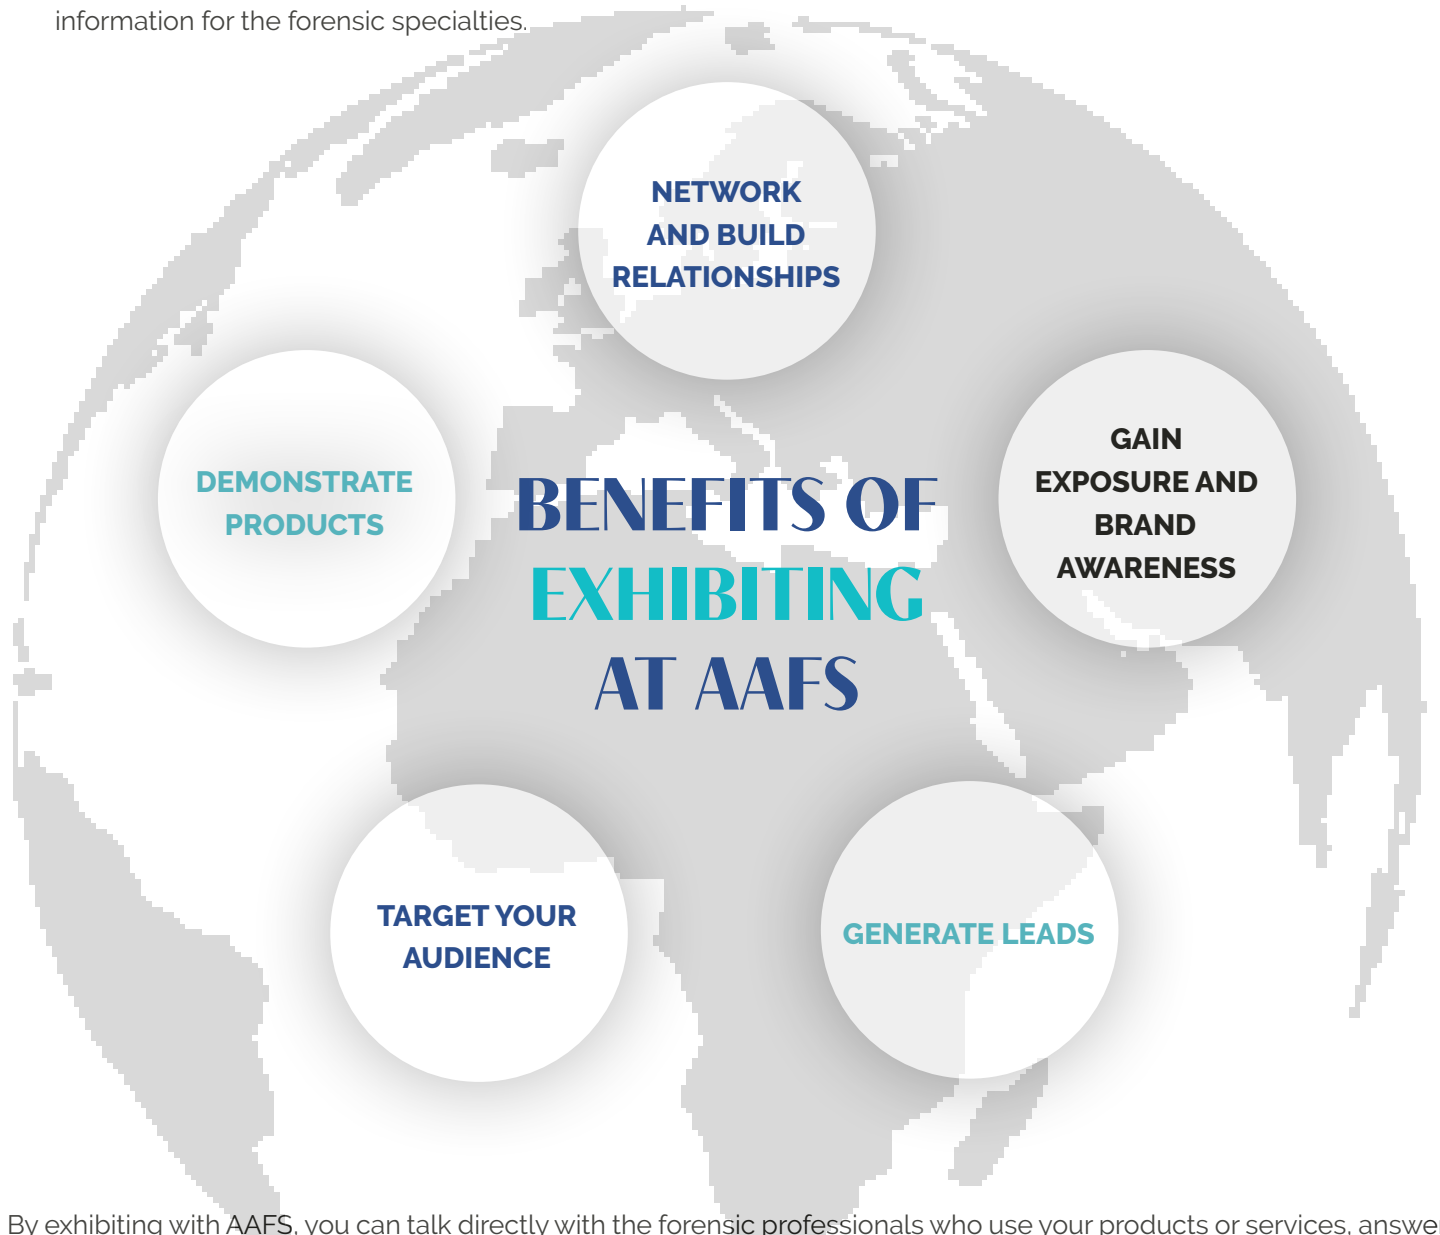 information for the forensic specialties.
NETWORK
AND BUILD
RELATIONSHIPS
DEMONSTRATE
PRODUCTS
GAIN
EXPOSURE AND
BRAND
AWARENESS
BENEFITS OF
EXHIBITING
AT AAFS
TARGET YOUR
AUDIENCE
GENERATE LEADS
By exhibiting with AAFS, you can talk directly with the forensic professionals who use your products or services, answe